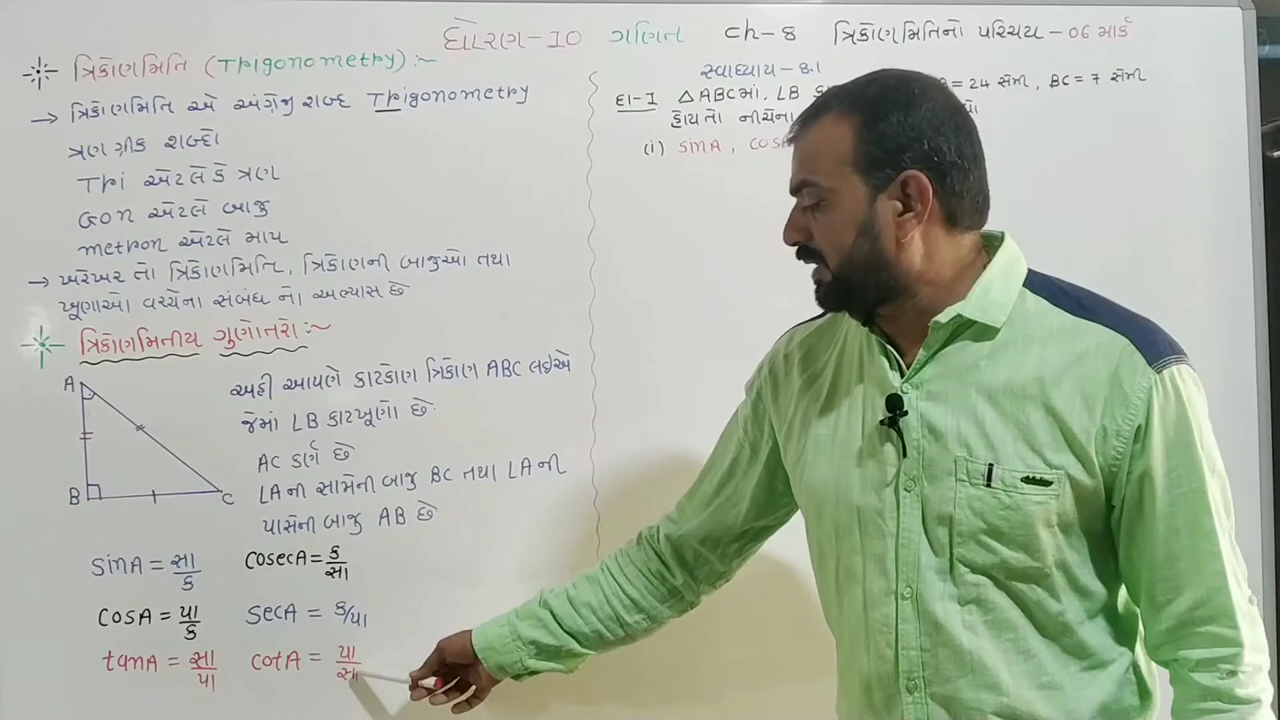 ધોરણ-10 ગણિત ch-8 ત્રિકોણમિતિનો પરિચય - 06 માર્ક
ત્રિકોણમિતિ (Trigonometry) :~
→ ત્રિકોણમિતિ એ અંગ્રેજી શબ્દ Trigonometry
ત્રણ ગ્રીક શબ્દો
Tri એટલેકે ત્રણ
Gon એટલે બાજુ
metron એટલે માપ
→ ખરેખર તો ત્રિકોણમિતિ, ત્રિકોણની બાજુઓ તથા
ખૂણાઓ વચ્ચેના સંબંધ નો અભ્યાસ છે
ત્રિકોણમિતીય ગુણોતરો :~
A
B
C
અહી આપણે કાટકોણ ત્રિકોણ ABC લઇએ
જેમાં ∠B કાટખૂણો છે.
AC કર્ણ છે
∠A ની સામેની બાજુ BC તથા ∠A ની
પાસેની બાજુ AB છે
sinA = સા/ક cosecA = ક/સા
cosA = પા/ક secA = ક/પા
tanA = સા/પા cotA = પા/સા
સ્વાધ્યાય - 8.1
દા-1 △ABCમાં, ∠B = 24 સેમી, BC = 7 સેમી
હોય તો નીચેના
(i) sinA, cosA